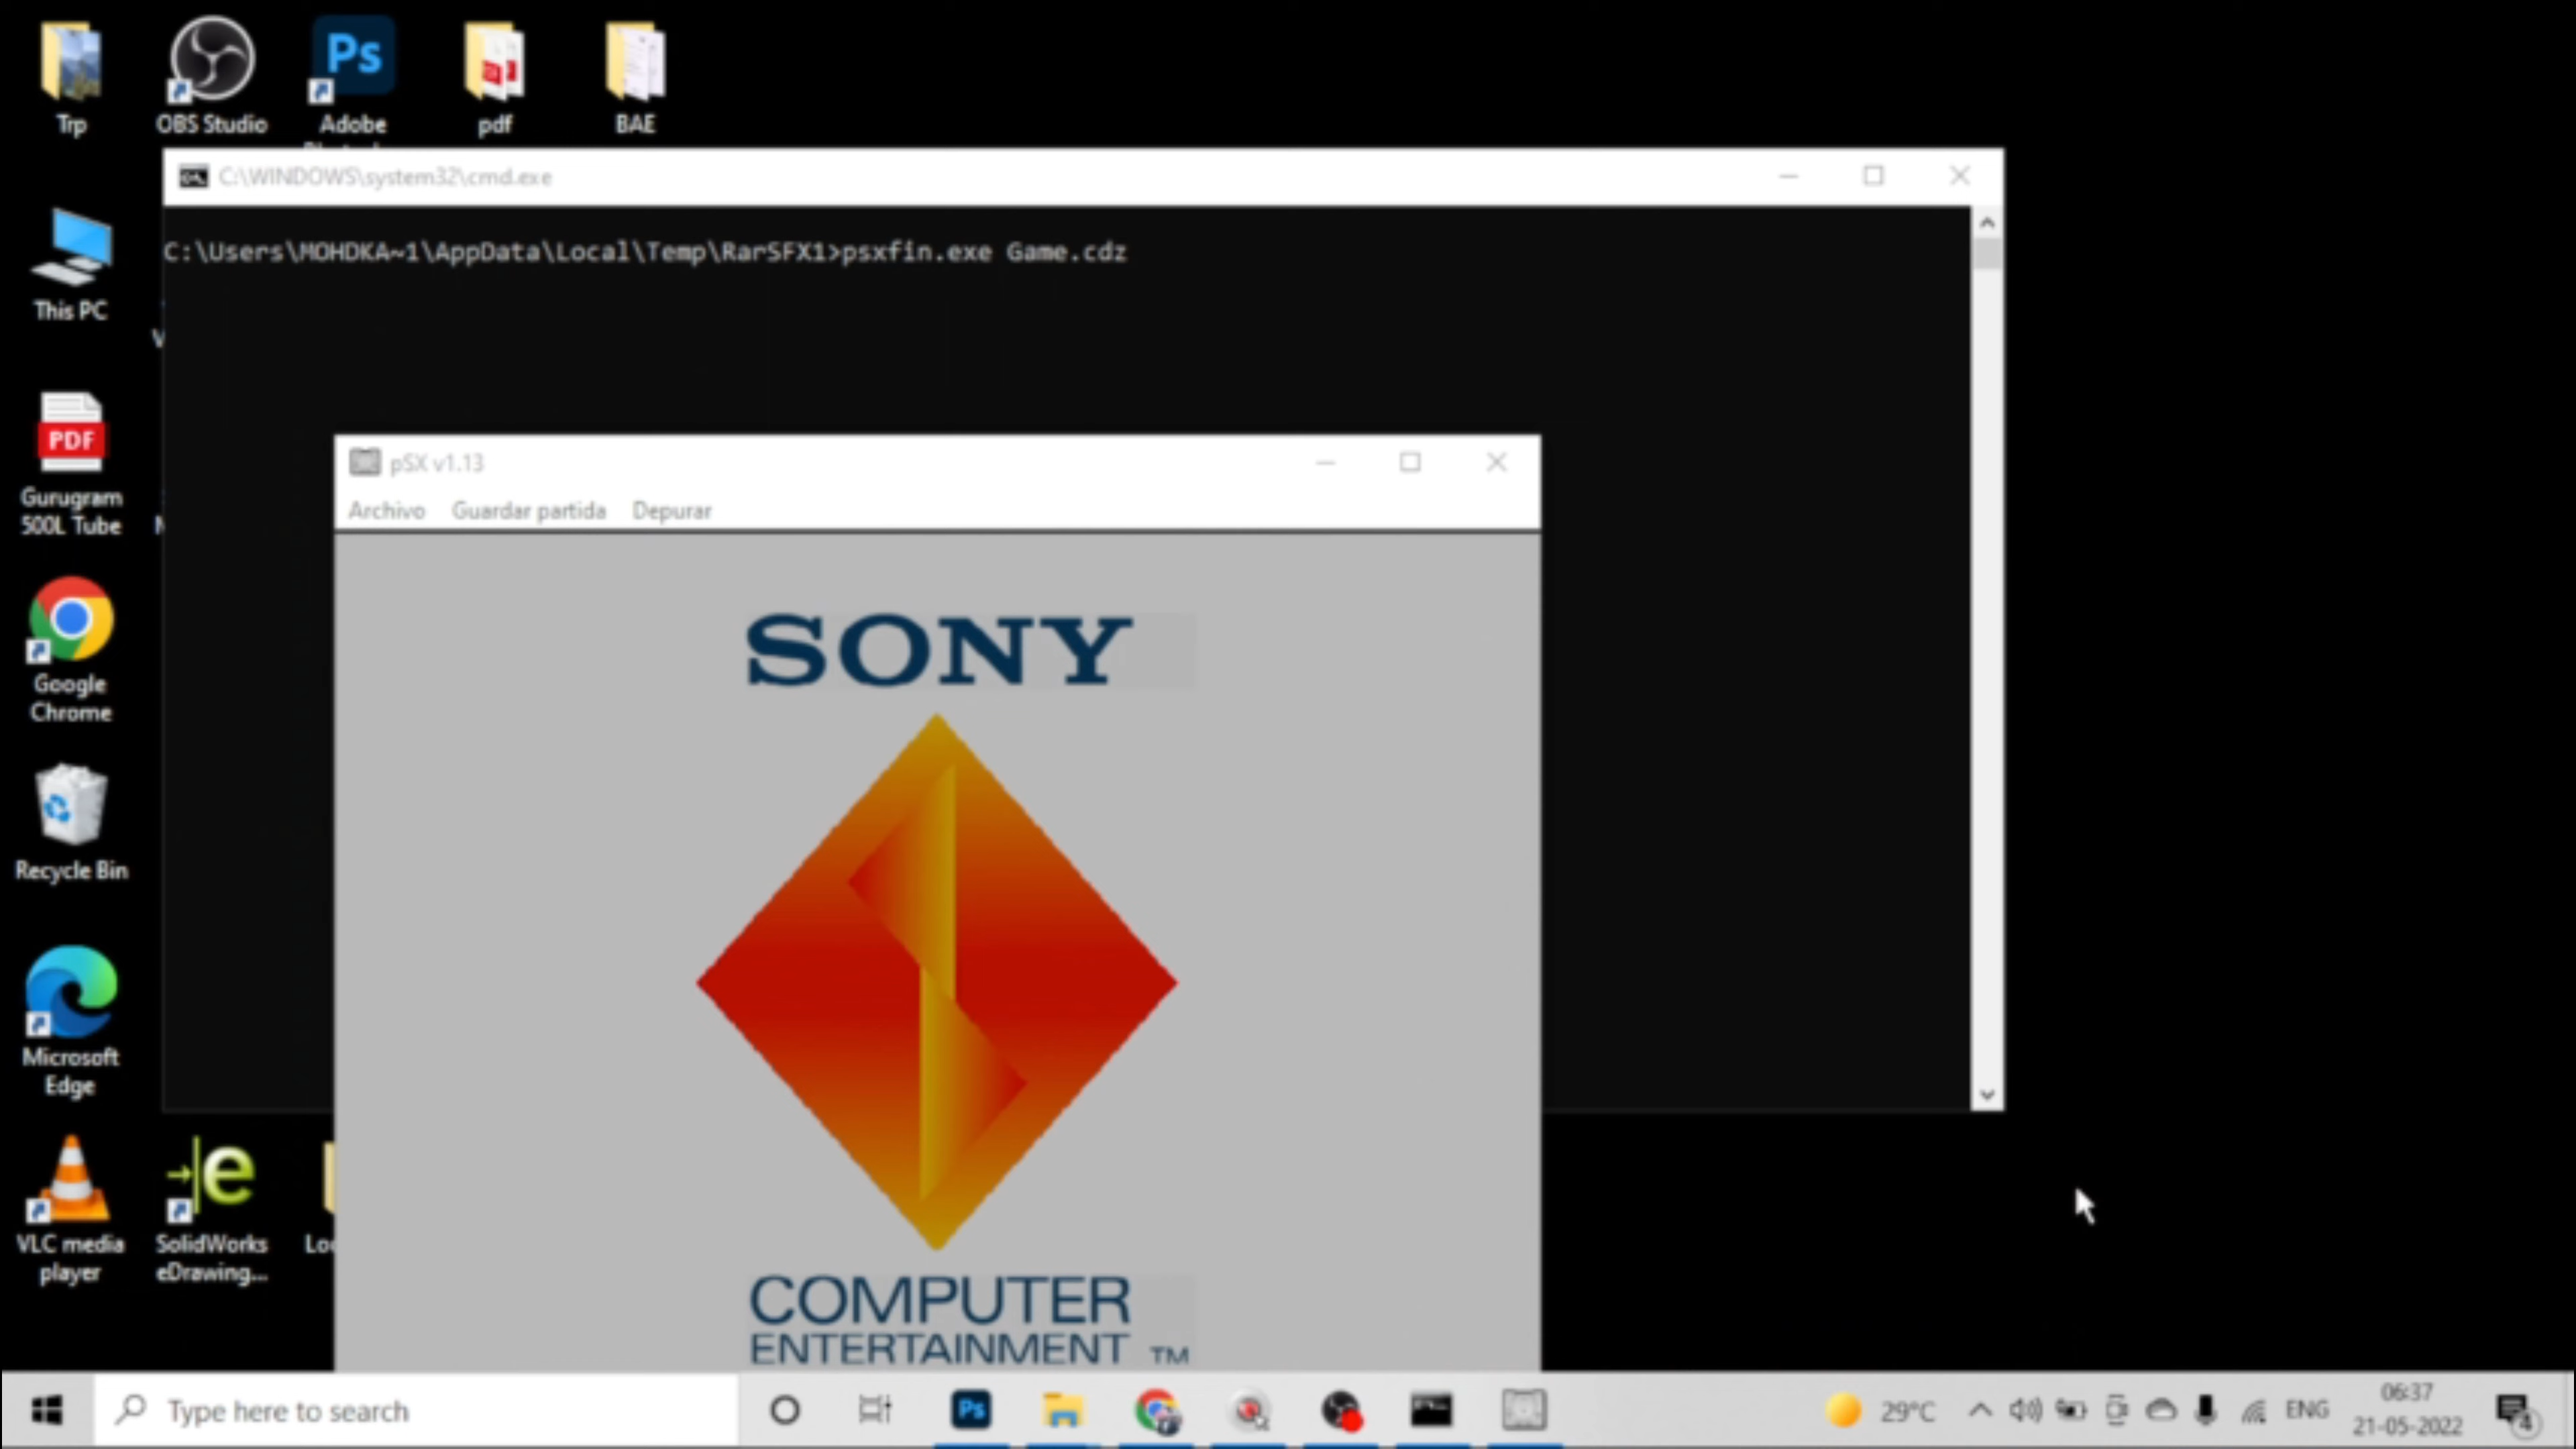 Ps
Trp
OBS Studio
Adobe
pdf
BAE
C:\WINDOWS\system32\cmd.exe
C:\Users\MOHDKA~1\AppData\Local\Temp\RarSFX1>psxfin.exe Game.cdz
This PC
pSX v1.13
Archivo Guardar partida Depurar
PDF
Gurugram
500L Tube
SONY
Google
Chrome
Recycle Bin
Microsoft
Edge
e
VLC media
player
SolidWorks
eDrawing...
COMPUTER
ENTERTAINMENT TM
Type here to search
Ps
29°C
ENG
06:37
21-05-2022
4